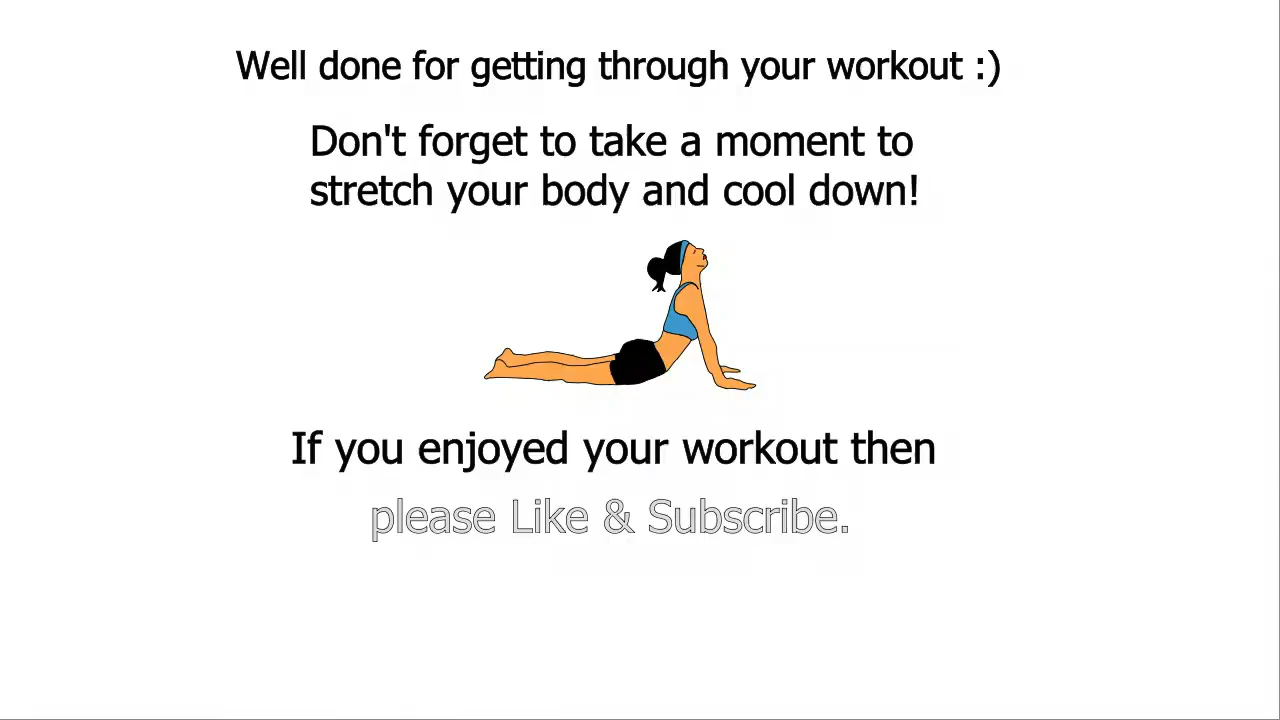 Well done for getting through your workout :)
Don't forget to take a moment to
stretch your body and cool down!
If you enjoyed your workout then
please Like & Subscribe.